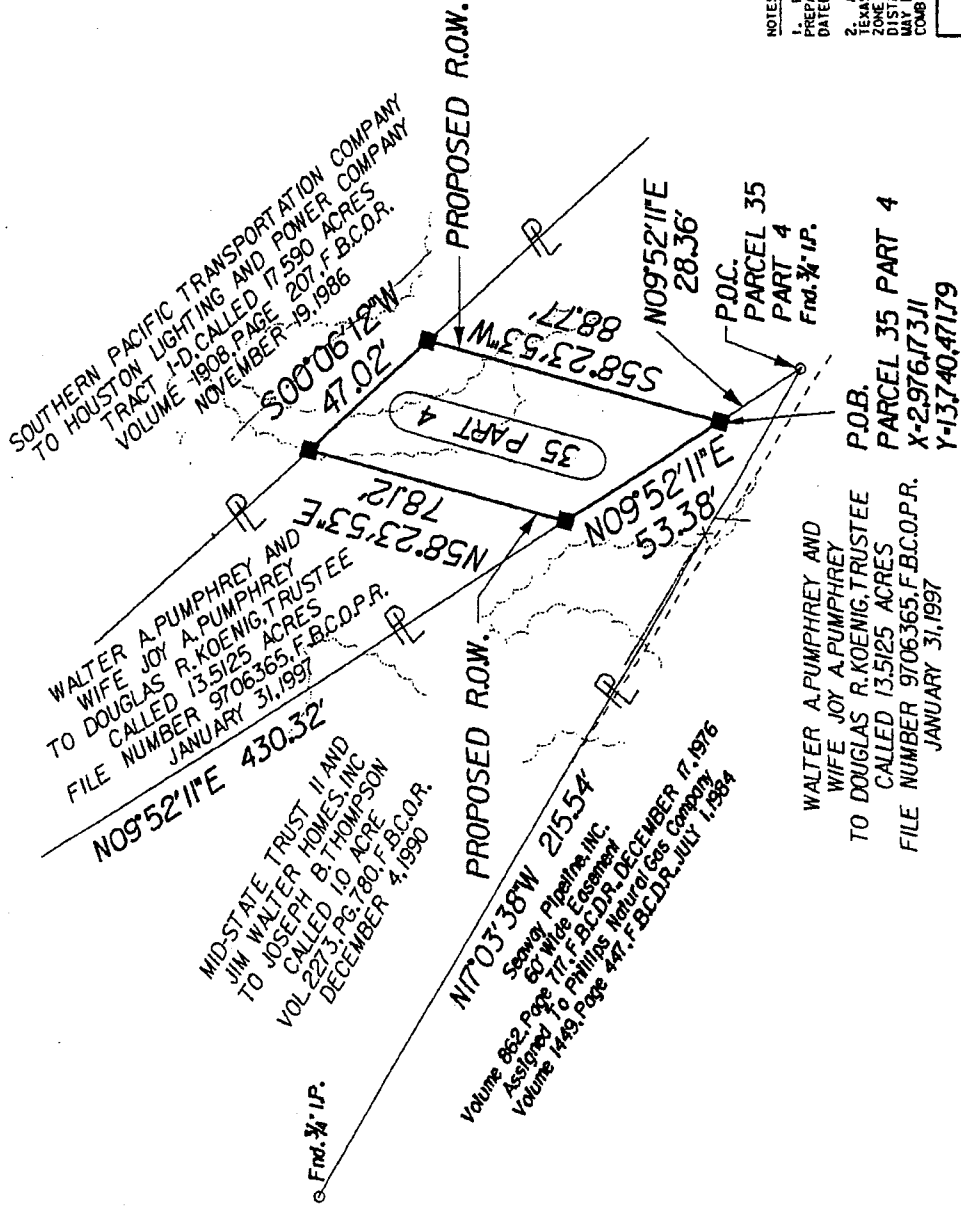 SOUTHERN PACIFIC TRANSPORTATION COMPANY
TO HOUSTON LIGHTING AND POWER COMPANY
TRACT 1-D, CALLED 17.590 ACRES
VOLUME 1908, PAGE 207, F.B.C.O.R.
NOVEMBER 19, 1986
S00°06'12"W
47.02'
PROPOSED R.O.W.
NOTES
1.
PREPA
DATED
2.
TEXAS
ZONE
DIST
MAY
COMB
WALTER A. PUMPHREY AND
WIFE JOY A. PUMPHREY
TO DOUGLAS R. KOENIG, TRUSTEE
CALLED 13.5125 ACRES
FILE NUMBER 9706365, F.B.C.O.P.R.
JANUARY 31, 1997
N09°52'11"E 430.32'
N58°23'53"E
78.12'
35 PART
4
S58°23'53"W
88.77'
N09°52'11"E
28.36'
P.O.C.
PARCEL 35
PART 4
Fnd. 3/4" I.P.
MID-STATE TRUST II AND
JIM WALTER HOMES, INC
TO JOSEPH B. THOMPSON
CALLED 1.0 ACRE
VOL. 2273, PG. 780, F.B.C.O.R.
DECEMBER 4, 1990
PROPOSED R.O.W.
N09°52'11"E
53.38'
P.O.B.
PARCEL 35 PART 4
X=2,976,173.11
Y=13,740,471.79
Fnd. 3/4" I.P.
N17°03'38"W 215.54'
Seaway Pipeline, INC.
60' Wide Easement
Volume 862, Page 717, F.B.C.D.R., DECEMBER 17, 1976
Assigned To Phillips Natural Gas Company
Volume 1449, Page 447, F.B.C.D.R., JULY 1, 1984
WALTER A. PUMPHREY AND
WIFE JOY A. PUMPHREY
TO DOUGLAS R. KOENIG, TRUSTEE
CALLED 13.5125 ACRES
FILE NUMBER 9706365, F.B.C.O.P.R.
JANUARY 31, 1997